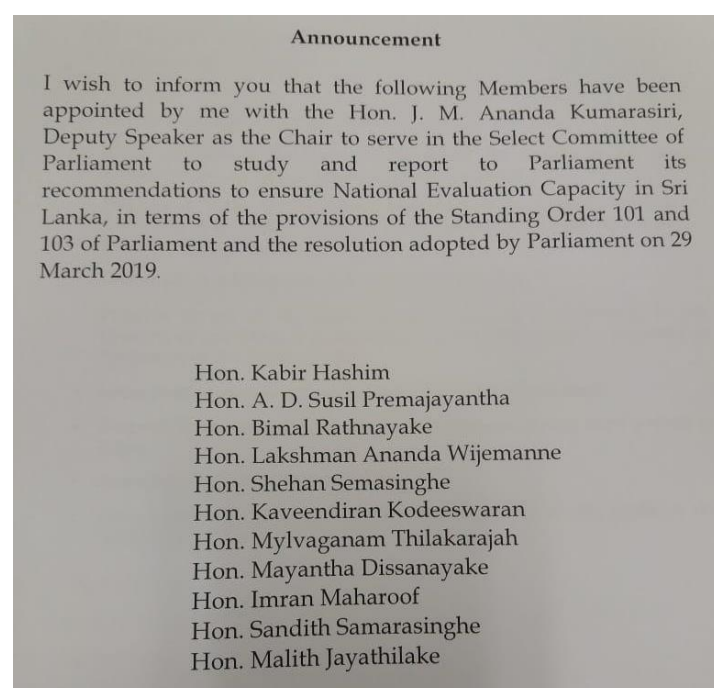 Announcement
I wish to inform you that the following Members have been
appointed by me with the Hon. J. M. Ananda Kumarasiri,
Deputy Speaker as the Chair to serve in the Select Committee of
Parliament to study and report to Parliament its
recommendations to ensure National Evaluation Capacity in Sri
Lanka, in terms of the provisions of the Standing Order 101 and
103 of Parliament and the resolution adopted by Parliament on 29
March 2019.
Hon. Kabir Hashim
Hon. A. D. Susil Premajayantha
Hon. Bimal Rathnayake
Hon. Lakshman Ananda Wijemanne
Hon. Shehan Semasinghe
Hon. Kaveendiran Kodeeswaran
Hon. Mylvaganam Thilakarajah
Hon. Mayantha Dissanayake
Hon. Imran Maharoof
Hon. Sandith Samarasinghe
Hon. Malith Jayathilake